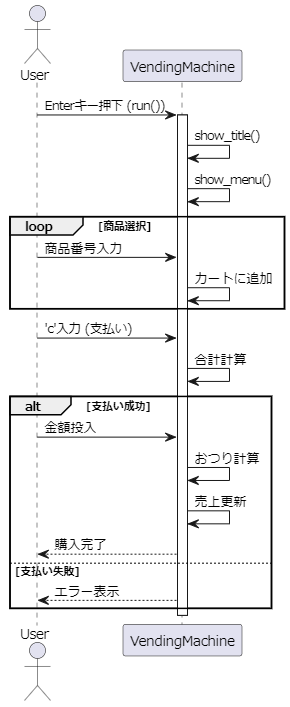 User
VendingMachine
Enterキー押下 (run())
show_title()
show_menu()
loop [商品選択]
商品番号入力
カートに追加
'c'入力 (支払い)
合計計算
alt [支払い成功]
金額投入
おつり計算
売上更新
購入完了
[支払い失敗]
エラー表示
User
VendingMachine